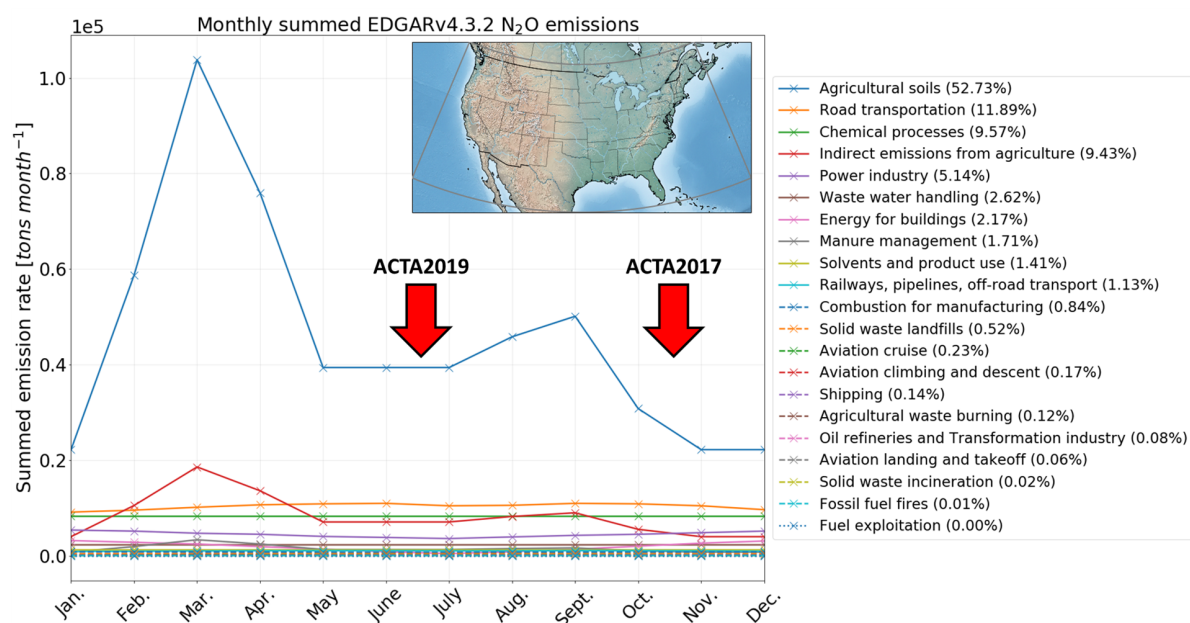 Monthly summed EDGARv4.3.2 N₂O emissions
1e5
Summed emission rate [tons month⁻¹]
1.0
0.8
0.6
0.4
0.2
0.0
ACTA2019
ACTA2017
Jan.
Feb.
Mar.
Apr.
May
June
July
Aug.
Sept.
Oct.
Nov.
Dec.
Agricultural soils (52.73%)
Road transportation (11.89%)
Chemical processes (9.57%)
Indirect emissions from agriculture (9.43%)
Power industry (5.14%)
Waste water handling (2.62%)
Energy for buildings (2.17%)
Manure management (1.71%)
Solvents and product use (1.41%)
Railways, pipelines, off-road transport (1.13%)
Combustion for manufacturing (0.84%)
Solid waste landfills (0.52%)
Aviation cruise (0.23%)
Aviation climbing and descent (0.17%)
Shipping (0.14%)
Agricultural waste burning (0.12%)
Oil refineries and Transformation industry (0.08%)
Aviation landing and takeoff (0.06%)
Solid waste incineration (0.02%)
Fossil fuel fires (0.01%)
Fuel exploitation (0.00%)